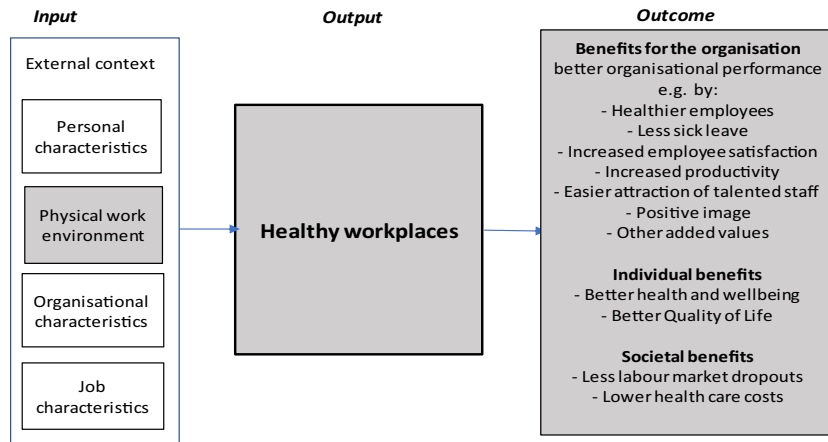 Input
Output
Outcome
External context
Personal
characteristics
Physical work
environment
Organisational
characteristics
Job
characteristics
Healthy workplaces
Benefits for the organisation
better organisational performance
e.g. by:
- Healthier employees
- Less sick leave
- Increased employee satisfaction
- Increased productivity
- Easier attraction of talented staff
- Positive image
- Other added values
Individual benefits
- Better health and wellbeing
- Better Quality of Life
Societal benefits
- Less labour market dropouts
- Lower health care costs